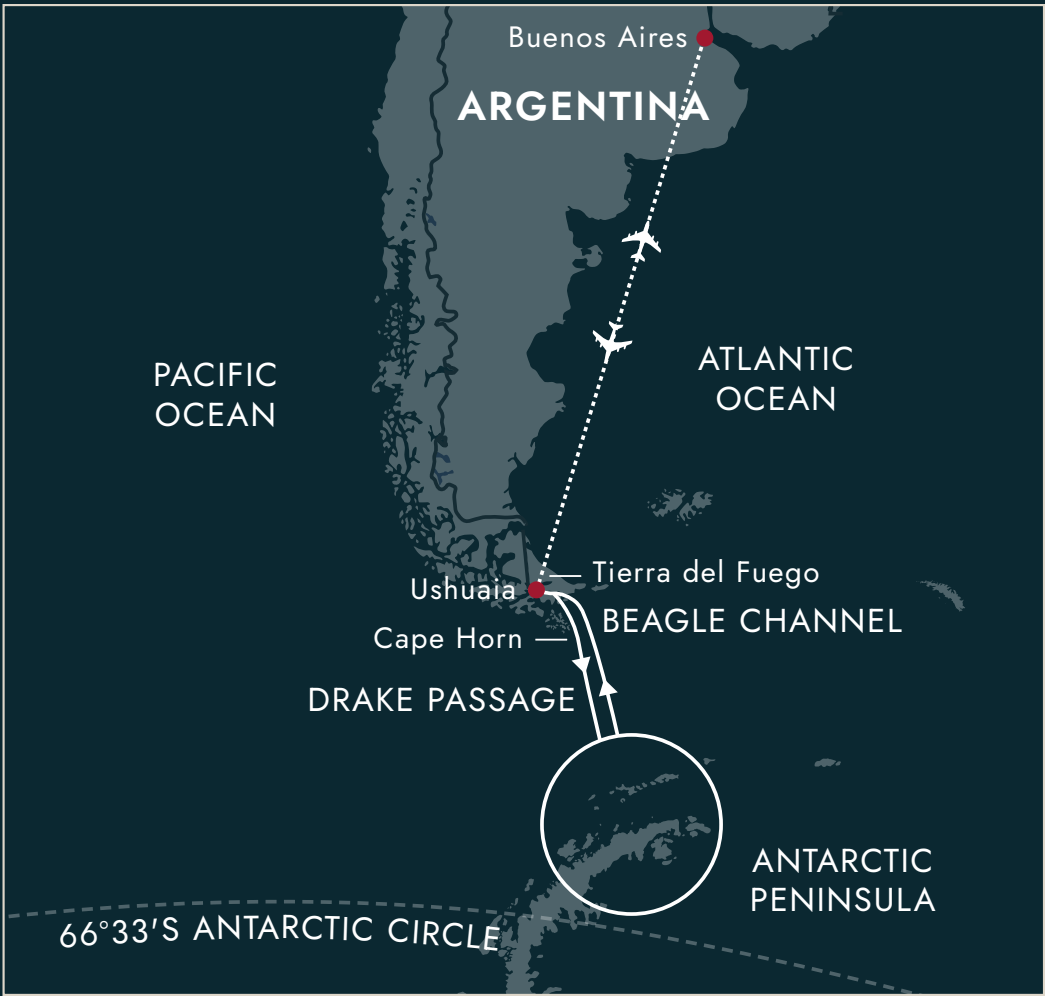 Buenos Aires
ARGENTINA
PACIFIC
OCEAN
ATLANTIC
OCEAN
Tierra del Fuego
Ushuaia
BEAGLE CHANNEL
Cape Horn
DRAKE PASSAGE
ANTARCTIC
PENINSULA
66°33'S ANTARCTIC CIRCLE